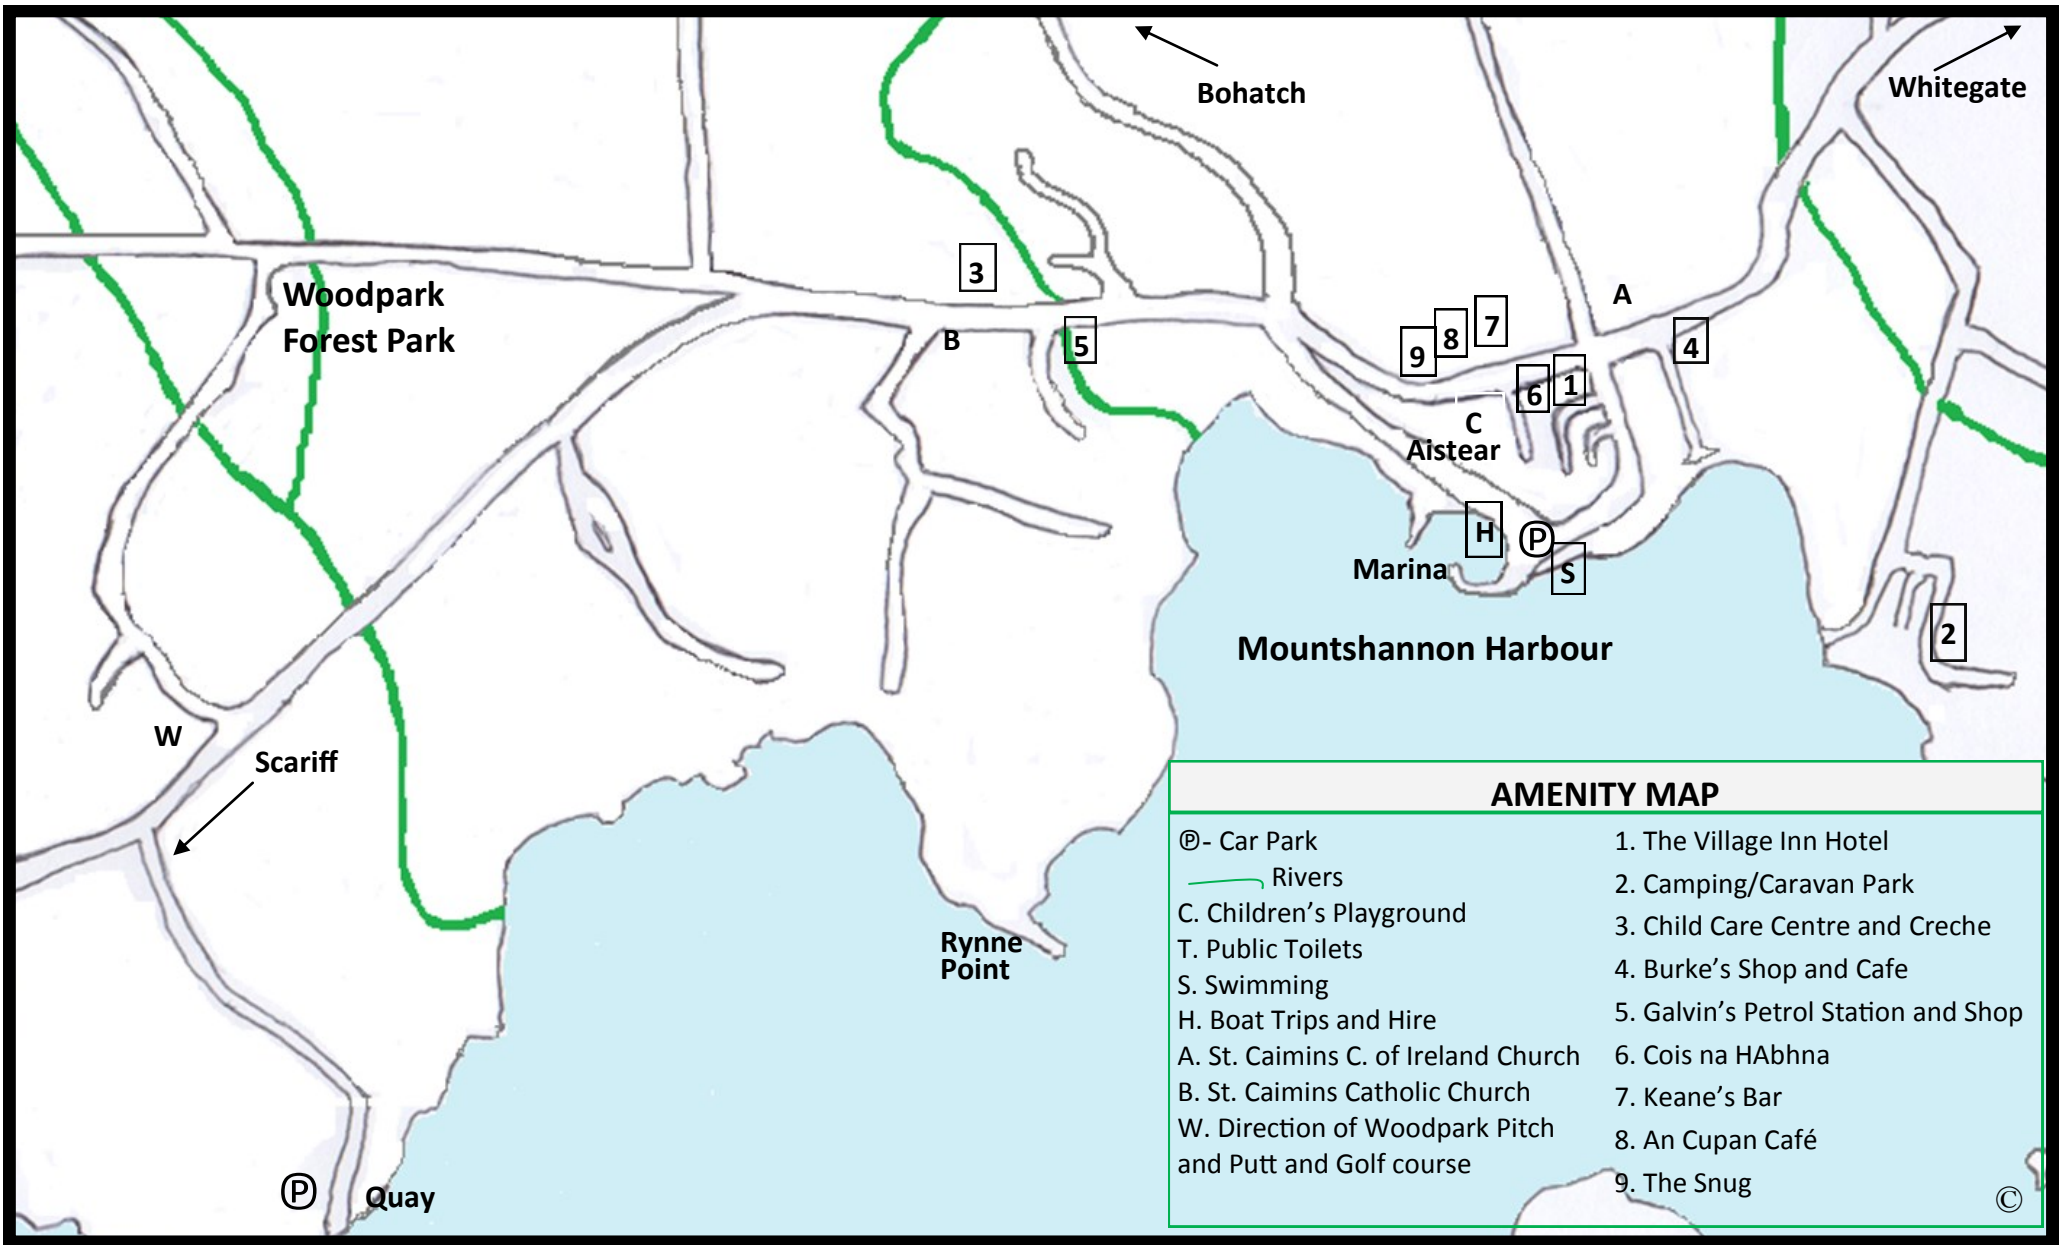 Bohatch
Whitegate
3
Woodpark
Forest Park
A
7
8
9
B
5
4
6
1
C
Aistear
H
℗
Marina
S
2
Mountshannon Harbour
W
Scariff
Rynne
Point
℗
Quay
AMENITY MAP
℗- Car Park
Rivers
C. Children’s Playground
T. Public Toilets
S. Swimming
H. Boat Trips and Hire
A. St. Caimins C. of Ireland Church
B. St. Caimins Catholic Church
W. Direction of Woodpark Pitch
and Putt and Golf course
1. The Village Inn Hotel
2. Camping/Caravan Park
3. Child Care Centre and Creche
4. Burke’s Shop and Cafe
5. Galvin’s Petrol Station and Shop
6. Cois na HAbhna
7. Keane’s Bar
8. An Cupan Café
9. The Snug
©